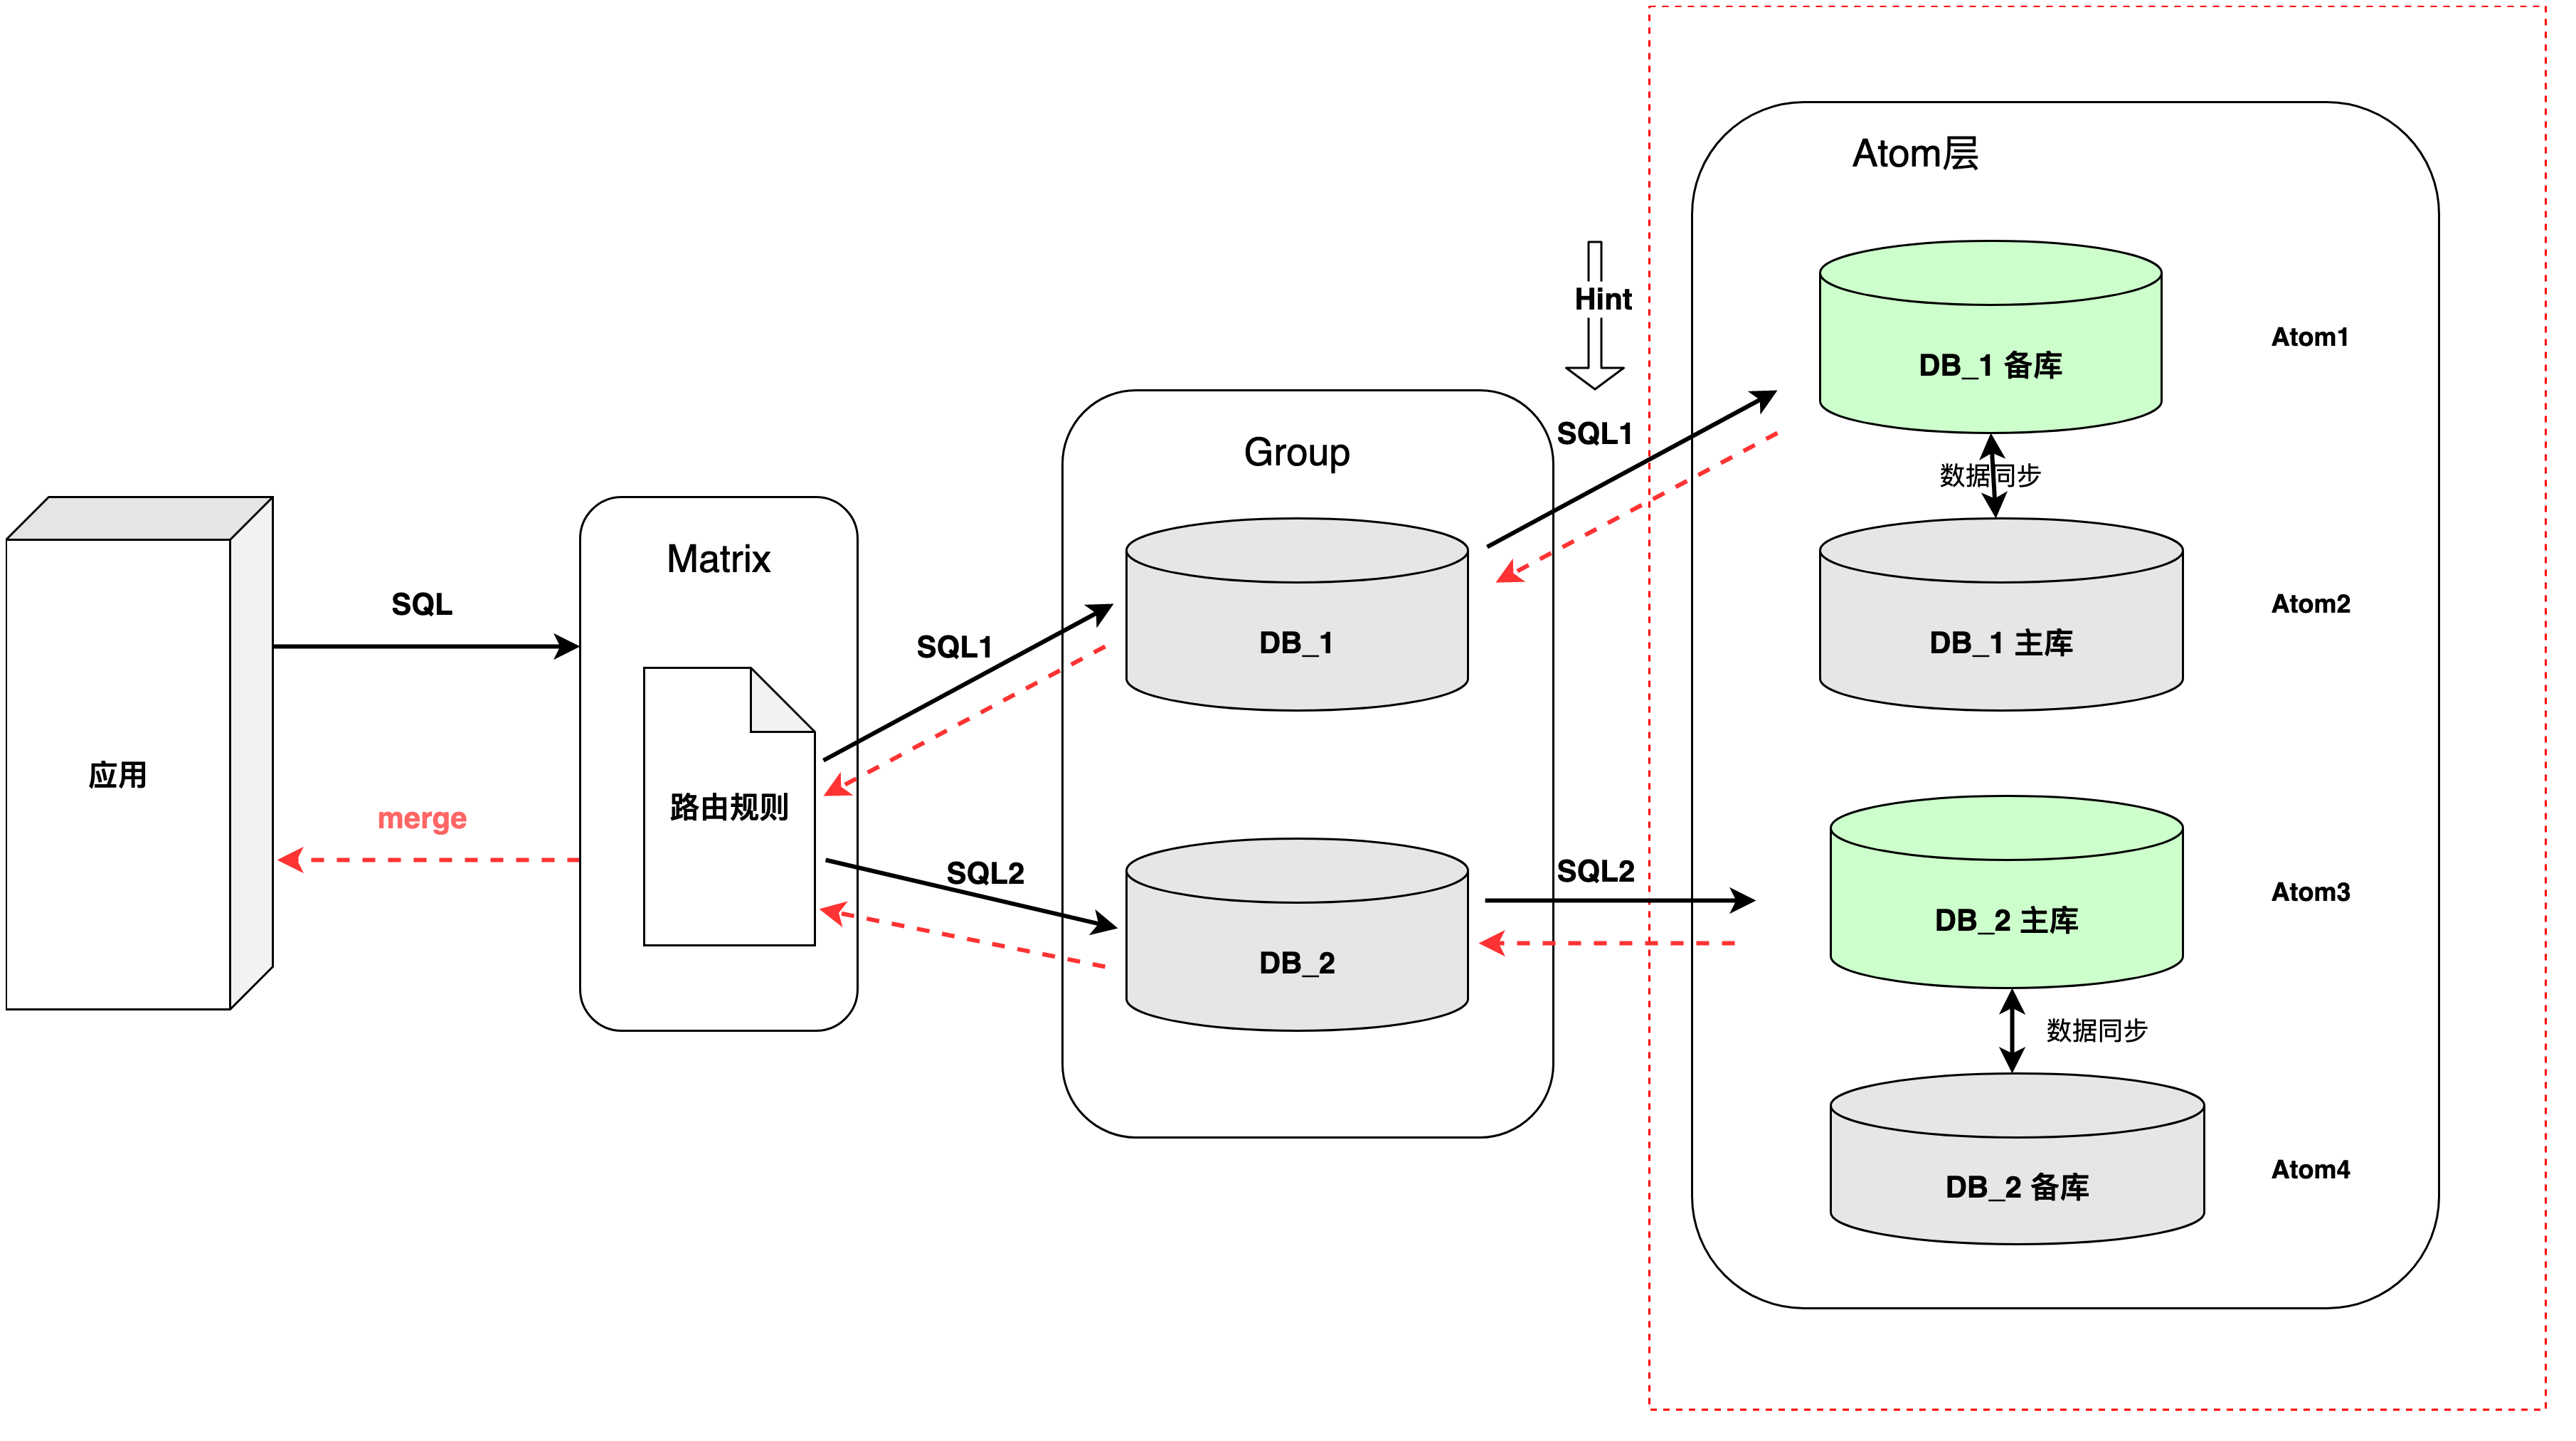 应用
SQL
merge
Matrix
路由规则
SQL1
SQL2
Group
DB_1
DB_2
Hint
SQL1
SQL2
Atom层
DB_1 备库
Atom1
数据同步
DB_1 主库
Atom2
DB_2 主库
Atom3
数据同步
DB_2 备库
Atom4